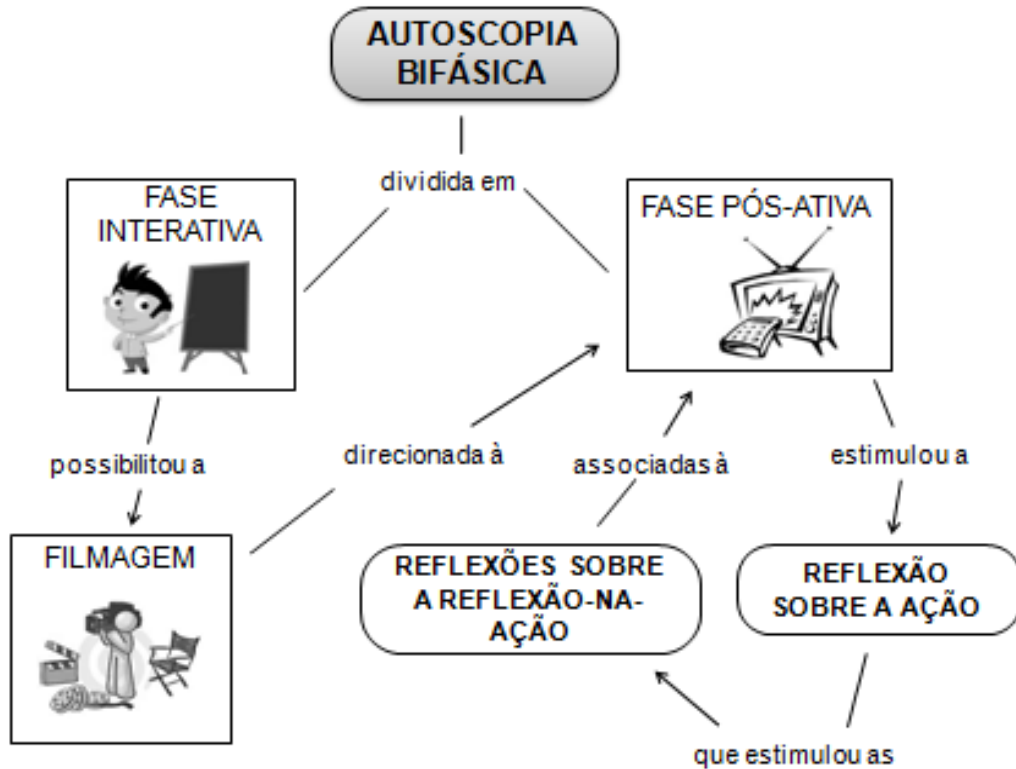 AUTOSCOPIA
BIFÁSICA
dividida em
FASE
INTERATIVA
FASE PÓS-ATIVA
possibilitou a
direcionada à
associadas à
estimulou a
FILMAGEM
REFLEXÕES SOBRE
A REFLEXÃO-NA-
AÇÃO
REFLEXÃO
SOBRE A AÇÃO
que estimulou as